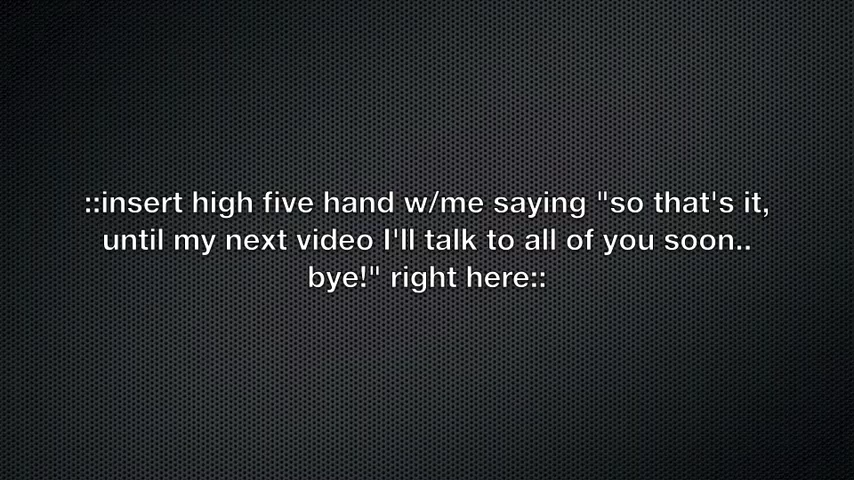 ::insert high five hand w/me saying "so that's it,
until my next video I'll talk to all of you soon..
bye!" right here::